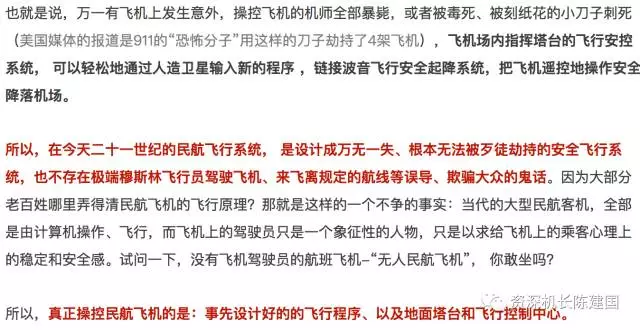 也就是说，万一有飞机上发生意外，操控飞机的机师全部暴毙，或者被毒死、被刻纸花的小刀子刺死
（美国媒体的报道是911的“恐怖分子”用这样的刀子劫持了4架飞机），飞机场内指挥塔台的飞行安控
系统， 可以轻松地通过人造卫星输入新的程序 ，链接波音飞行安全起降系统，把飞机遥控地操作安全
降落机场。
所以，在今天二十一世纪的民航飞行系统， 是设计成万无一失、根本无法被歹徒劫持的安全飞行系
统，也不存在极端穆斯林飞行员驾驶飞机、来飞离规定的航线等误导、欺骗大众的鬼话。因为大部分
老百姓哪里弄得清民航飞机的飞行原理？那就是这样的一个不争的事实：当代的大型民航客机，全部
是由计算机操作、飞行，而飞机上的驾驶员只是一个象征性的人物，只是以求给飞机上的乘客心理上
的稳定和安全感。试问一下，没有飞机驾驶员的航班飞机-“无人民航飞机”， 你敢坐吗？
所以，真正操控民航飞机的是：事先设计好的的飞行程序、以及地面塔台和飞行控制中心。
资深机长陈建国